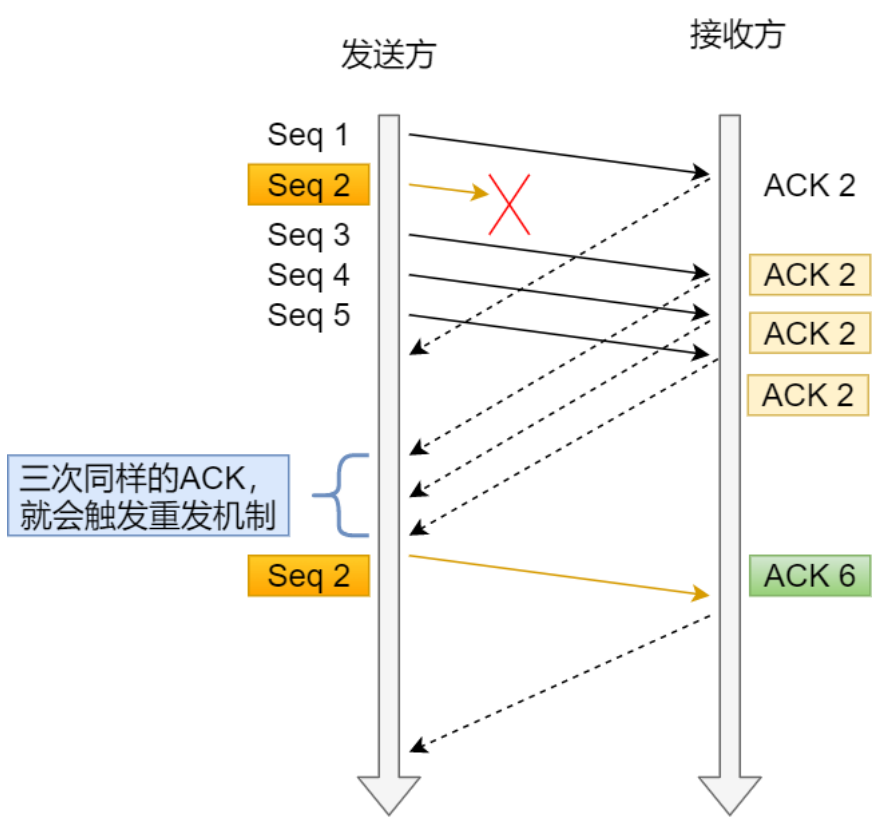 发送方
接收方
Seq 1
Seq 2
ACK 2
Seq 3
Seq 4
ACK 2
Seq 5
ACK 2
ACK 2
三次同样的ACK，
就会触发重发机制
Seq 2
ACK 6